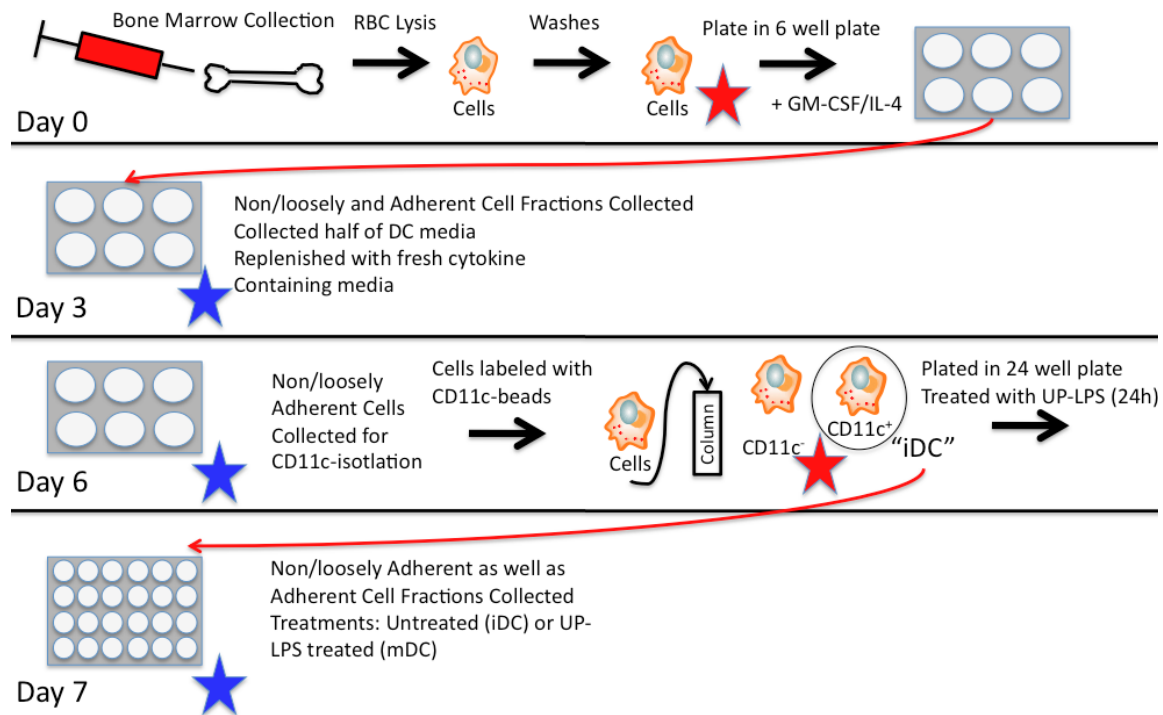 Bone Marrow Collection
RBC Lysis
Washes
Plate in 6 well plate
Cells
Cells
+ GM-CSF/IL-4
Day 0
Non/loosely and Adherent Cell Fractions Collected
Collected half of DC media
Replenished with fresh cytokine
Containing media
Day 3
Non/loosely
Adherent Cells
Collected for
CD11c-isotlation
Cells labeled with
CD11c-beads
Cells
Column
CD11c⁻
CD11c⁺
"iDC"
Plated in 24 well plate
Treated with UP-LPS (24h)
Day 6
Non/loosely Adherent as well as
Adherent Cell Fractions Collected
Treatments: Untreated (iDC) or UP-
LPS treated (mDC)
Day 7